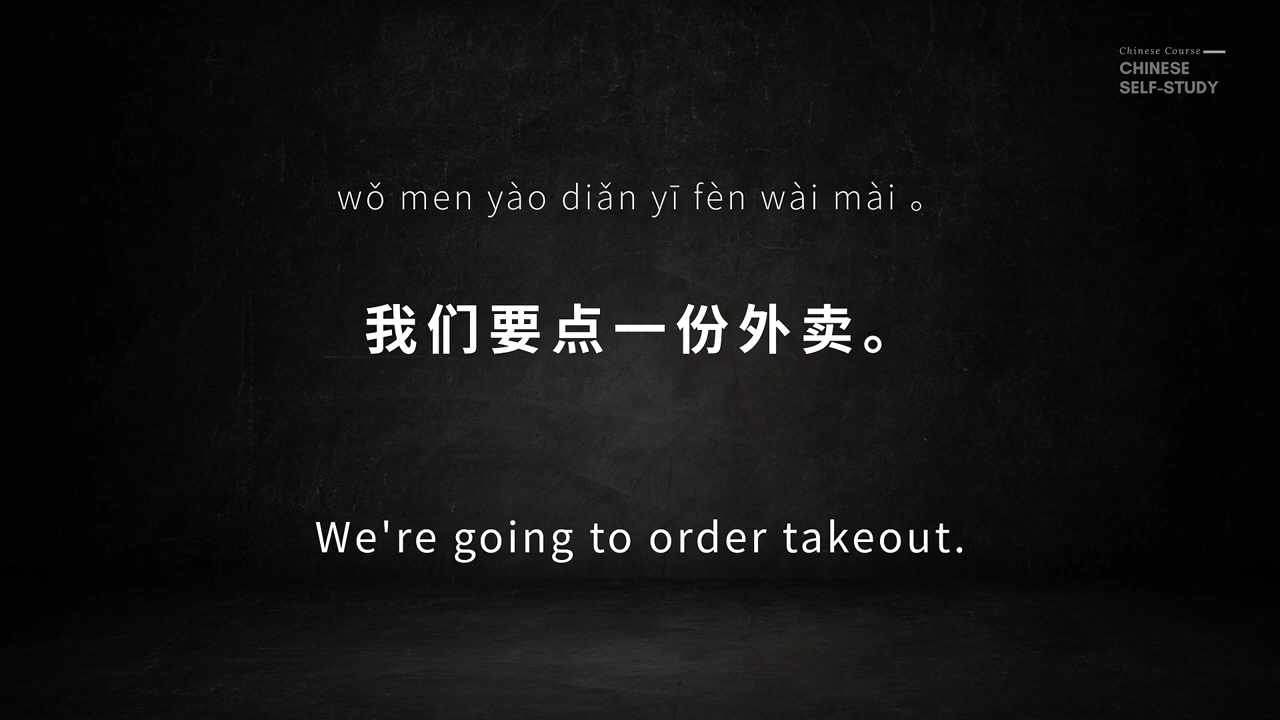 Chinese Course
CHINESE
SELF-STUDY
wǒ men yào diǎn yī fèn wài mài 。
我们要点一份外卖。
We're going to order takeout.